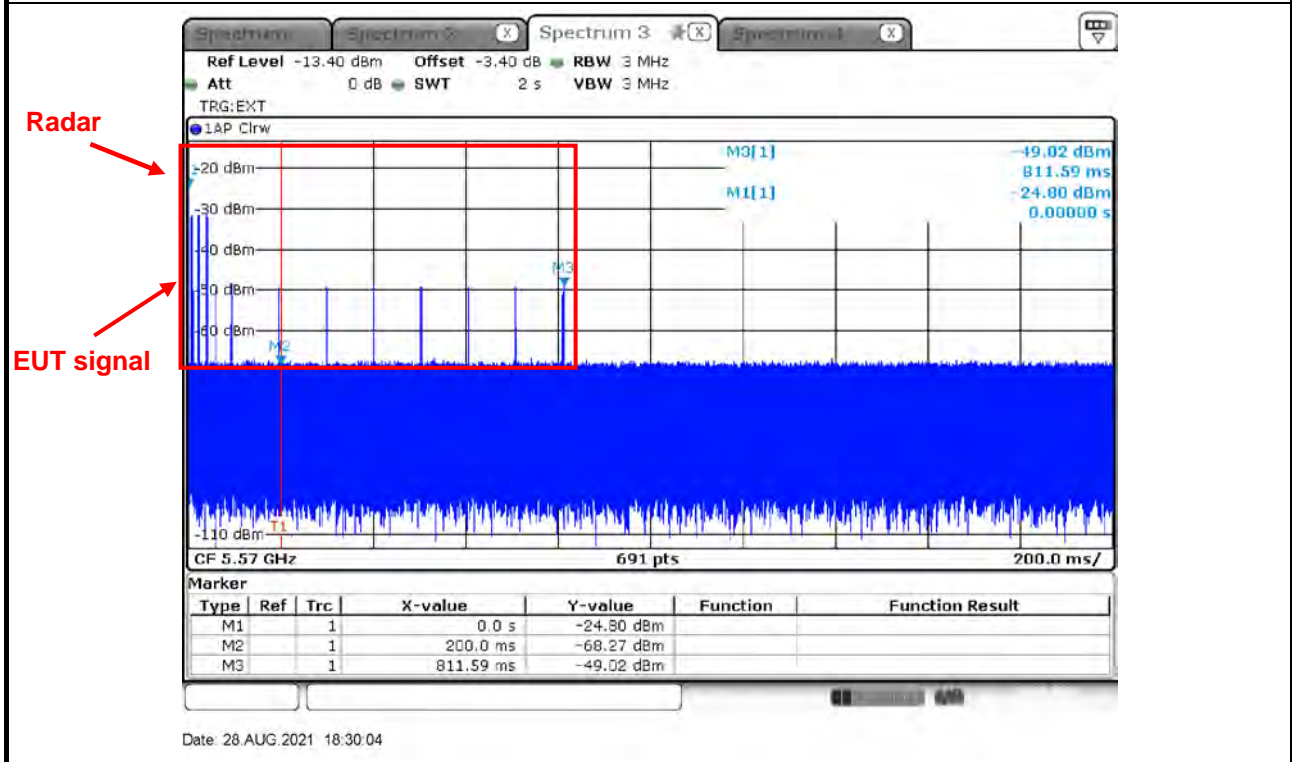 Spectrum Spectrum 2 X Spectrum 3 X Spectrum 4 X
Ref Level -13.40 dBm Offset -3.40 dB RBW 3 MHz
Att 0 dB SWT 2 s VBW 3 MHz
TRG:EXT
Radar
1AP Clrw
M3[1] -49.02 dBm
-20 dBm 811.59 ms
M1[1] -24.80 dBm
-30 dBm 0.00000 s
-40 dBm
M3
-50 dBm
-60 dBm
M2
EUT signal
-110 dBm T1
CF 5.57 GHz 691 pts 200.0 ms/
Marker
Type Ref Trc X-value Y-value Function Function Result
M1 1 0.0 s -24.80 dBm
M2 1 200.0 ms -68.27 dBm
M3 1 811.59 ms -49.02 dBm
Date: 28.AUG.2021 18:30:04